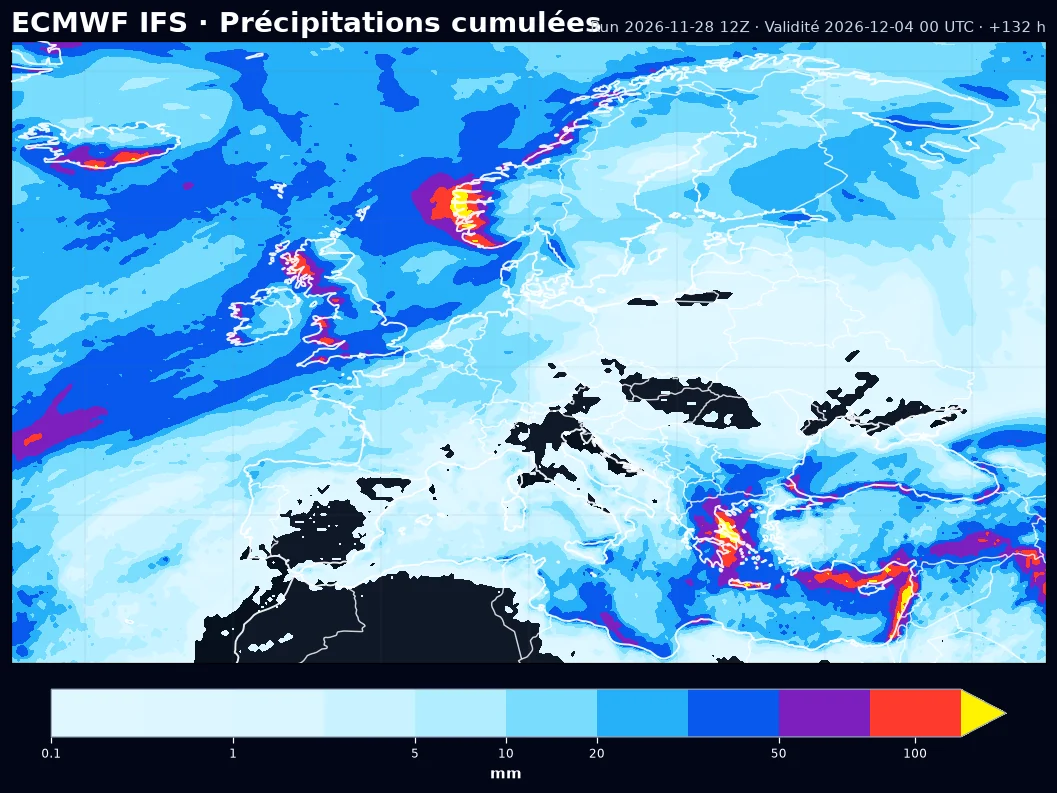 ECMWF IFS · Précipitations cumulées
Run 2026-11-28 12Z · Validité 2026-12-04 00 UTC · +132 h
0.1 1 5 10 20 50 100
mm